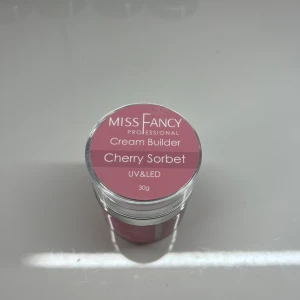 MISS FANCY
PROFESSIONAL
Cream Builder
Cherry Sorbet
UV&LED
30g